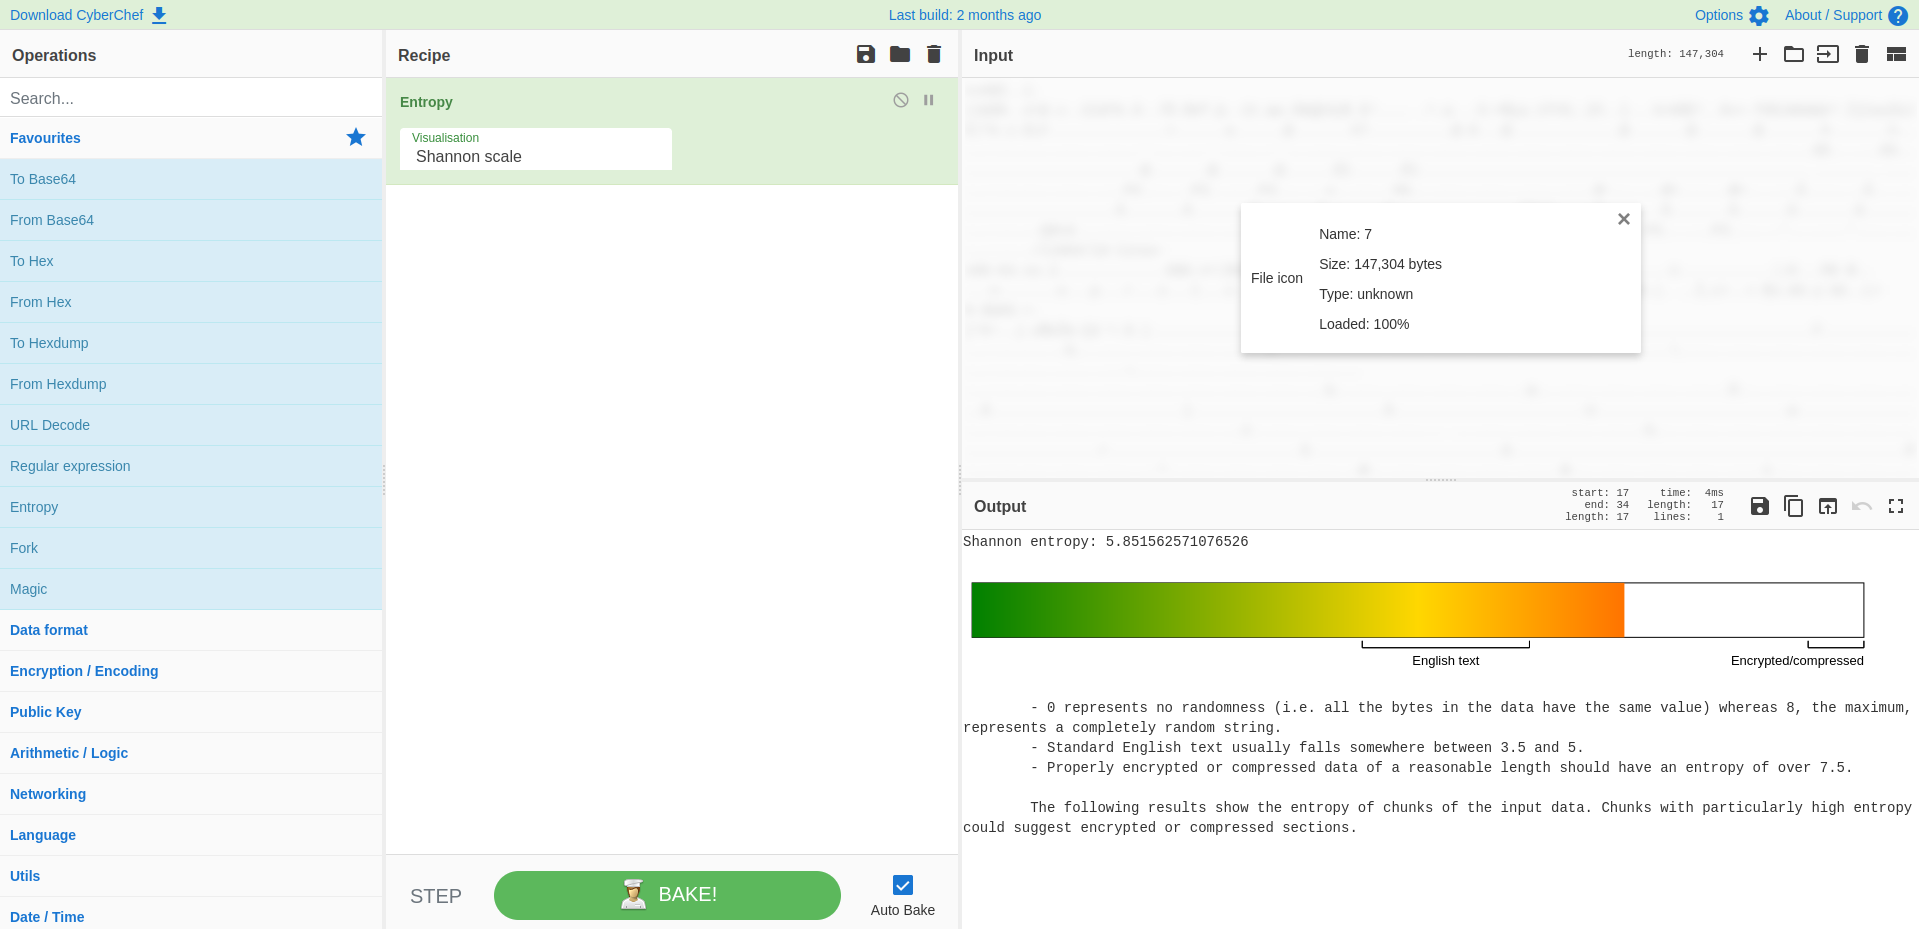 Download CyberChef
Last build: 2 months ago
Options
About / Support
Operations
Search...
Favourites
To Base64
From Base64
To Hex
From Hex
To Hexdump
From Hexdump
URL Decode
Regular expression
Entropy
Fork
Magic
Data format
Encryption / Encoding
Public Key
Arithmetic / Logic
Networking
Language
Utils
Date / Time
Recipe
Entropy
Visualisation
Shannon scale
STEP
BAKE!
Auto Bake
Input
length: 147,304
File icon
Name: 7
Size: 147,304 bytes
Type: unknown
Loaded: 100%
Output
start: 17 time: 4ms
end: 34 length: 17
length: 17 lines: 1
Shannon entropy: 5.851562571076526
English text
Encrypted/compressed
- 0 represents no randomness (i.e. all the bytes in the data have the same value) whereas 8, the maximum,
represents a completely random string.
- Standard English text usually falls somewhere between 3.5 and 5.
- Properly encrypted or compressed data of a reasonable length should have an entropy of over 7.5.
The following results show the entropy of chunks of the input data. Chunks with particularly high entropy
could suggest encrypted or compressed sections.